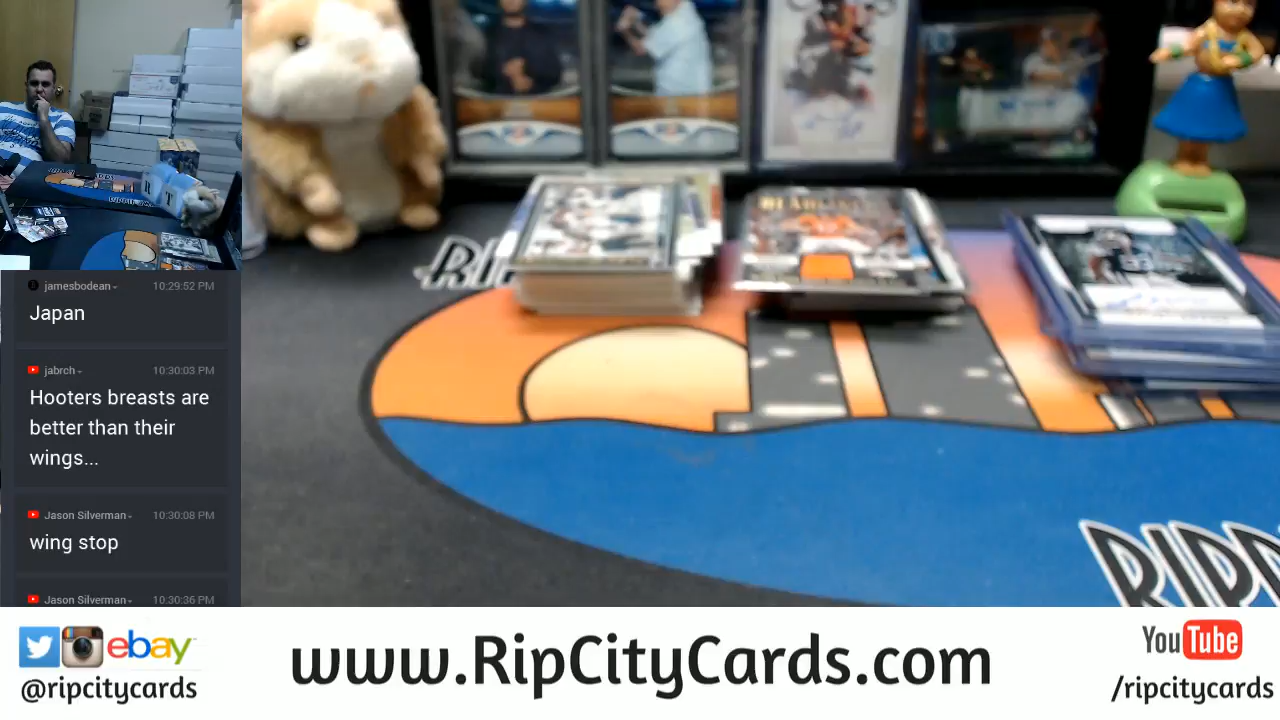 jamesbodean
10:29:52 PM
Japan
jabrch
10:30:03 PM
Hooters breasts are
better than their
wings...
Jason Silverman
10:30:08 PM
wing stop
Jason Silverman
10:30:36 PM
RIPP
ebay
@ripcitycards
www.RipCityCards.com
YouTube
/ripcitycards